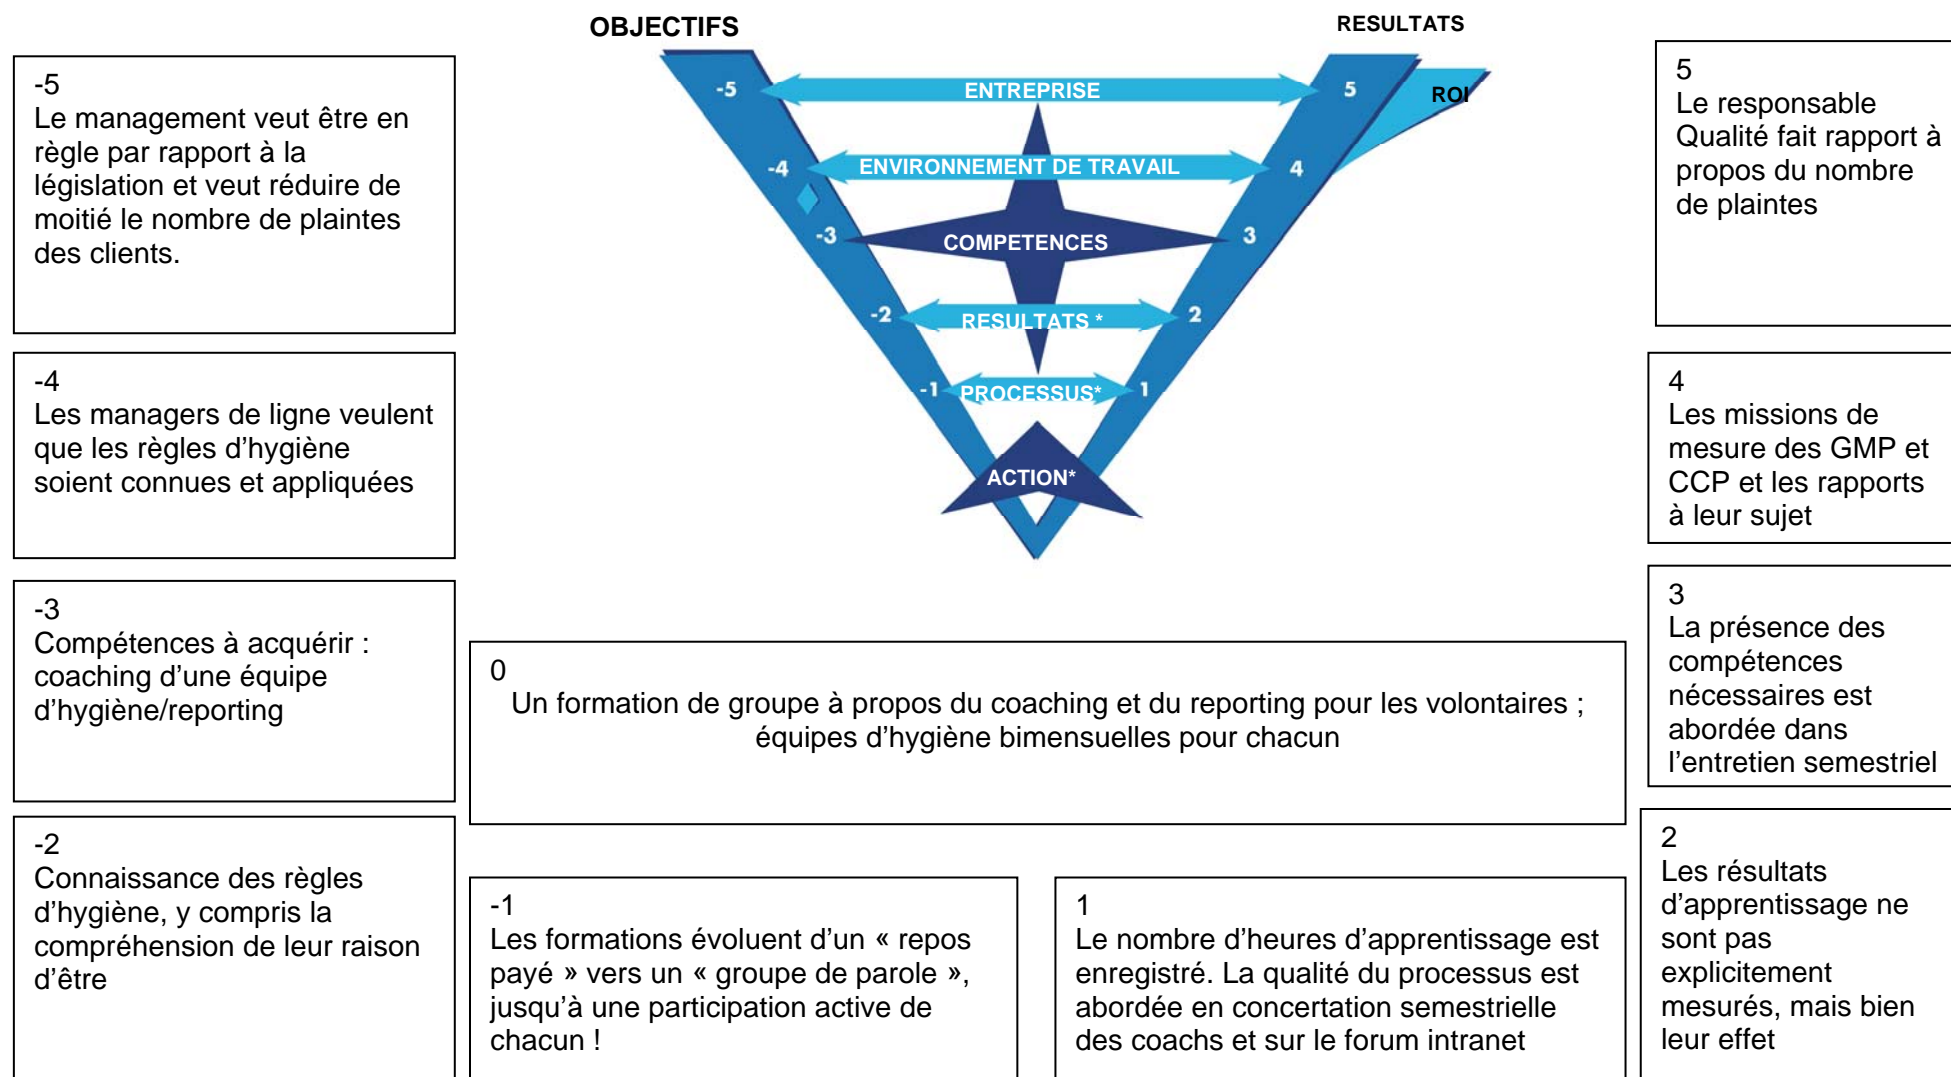 OBJECTIFS
RESULTATS
-5
ENTREPRISE
5
ROI
-4
ENVIRONNEMENT DE TRAVAIL
4
-3
COMPETENCES
3
-2
RESULTATS *
2
-1
PROCESSUS*
1
ACTION*
-5
Le management veut être en
règle par rapport à la
législation et veut réduire de
moitié le nombre de plaintes
des clients.
-4
Les managers de ligne veulent
que les règles d’hygiène
soient connues et appliquées
-3
Compétences à acquérir :
coaching d’une équipe
d’hygiène/reporting
-2
Connaissance des règles
d’hygiène, y compris la
compréhension de leur raison
d’être
0
Un formation de groupe à propos du coaching et du reporting pour les volontaires ;
équipes d’hygiène bimensuelles pour chacun
-1
Les formations évoluent d’un « repos
payé » vers un « groupe de parole »,
jusqu’à une participation active de
chacun !
1
Le nombre d’heures d’apprentissage est
enregistré. La qualité du processus est
abordée en concertation semestrielle
des coachs et sur le forum intranet
5
Le responsable
Qualité fait rapport à
propos du nombre
de plaintes
4
Les missions de
mesure des GMP et
CCP et les rapports
à leur sujet
3
La présence des
compétences
nécessaires est
abordée dans
l’entretien semestriel
2
Les résultats
d’apprentissage ne
sont pas
explicitement
mesurés, mais bien
leur effet